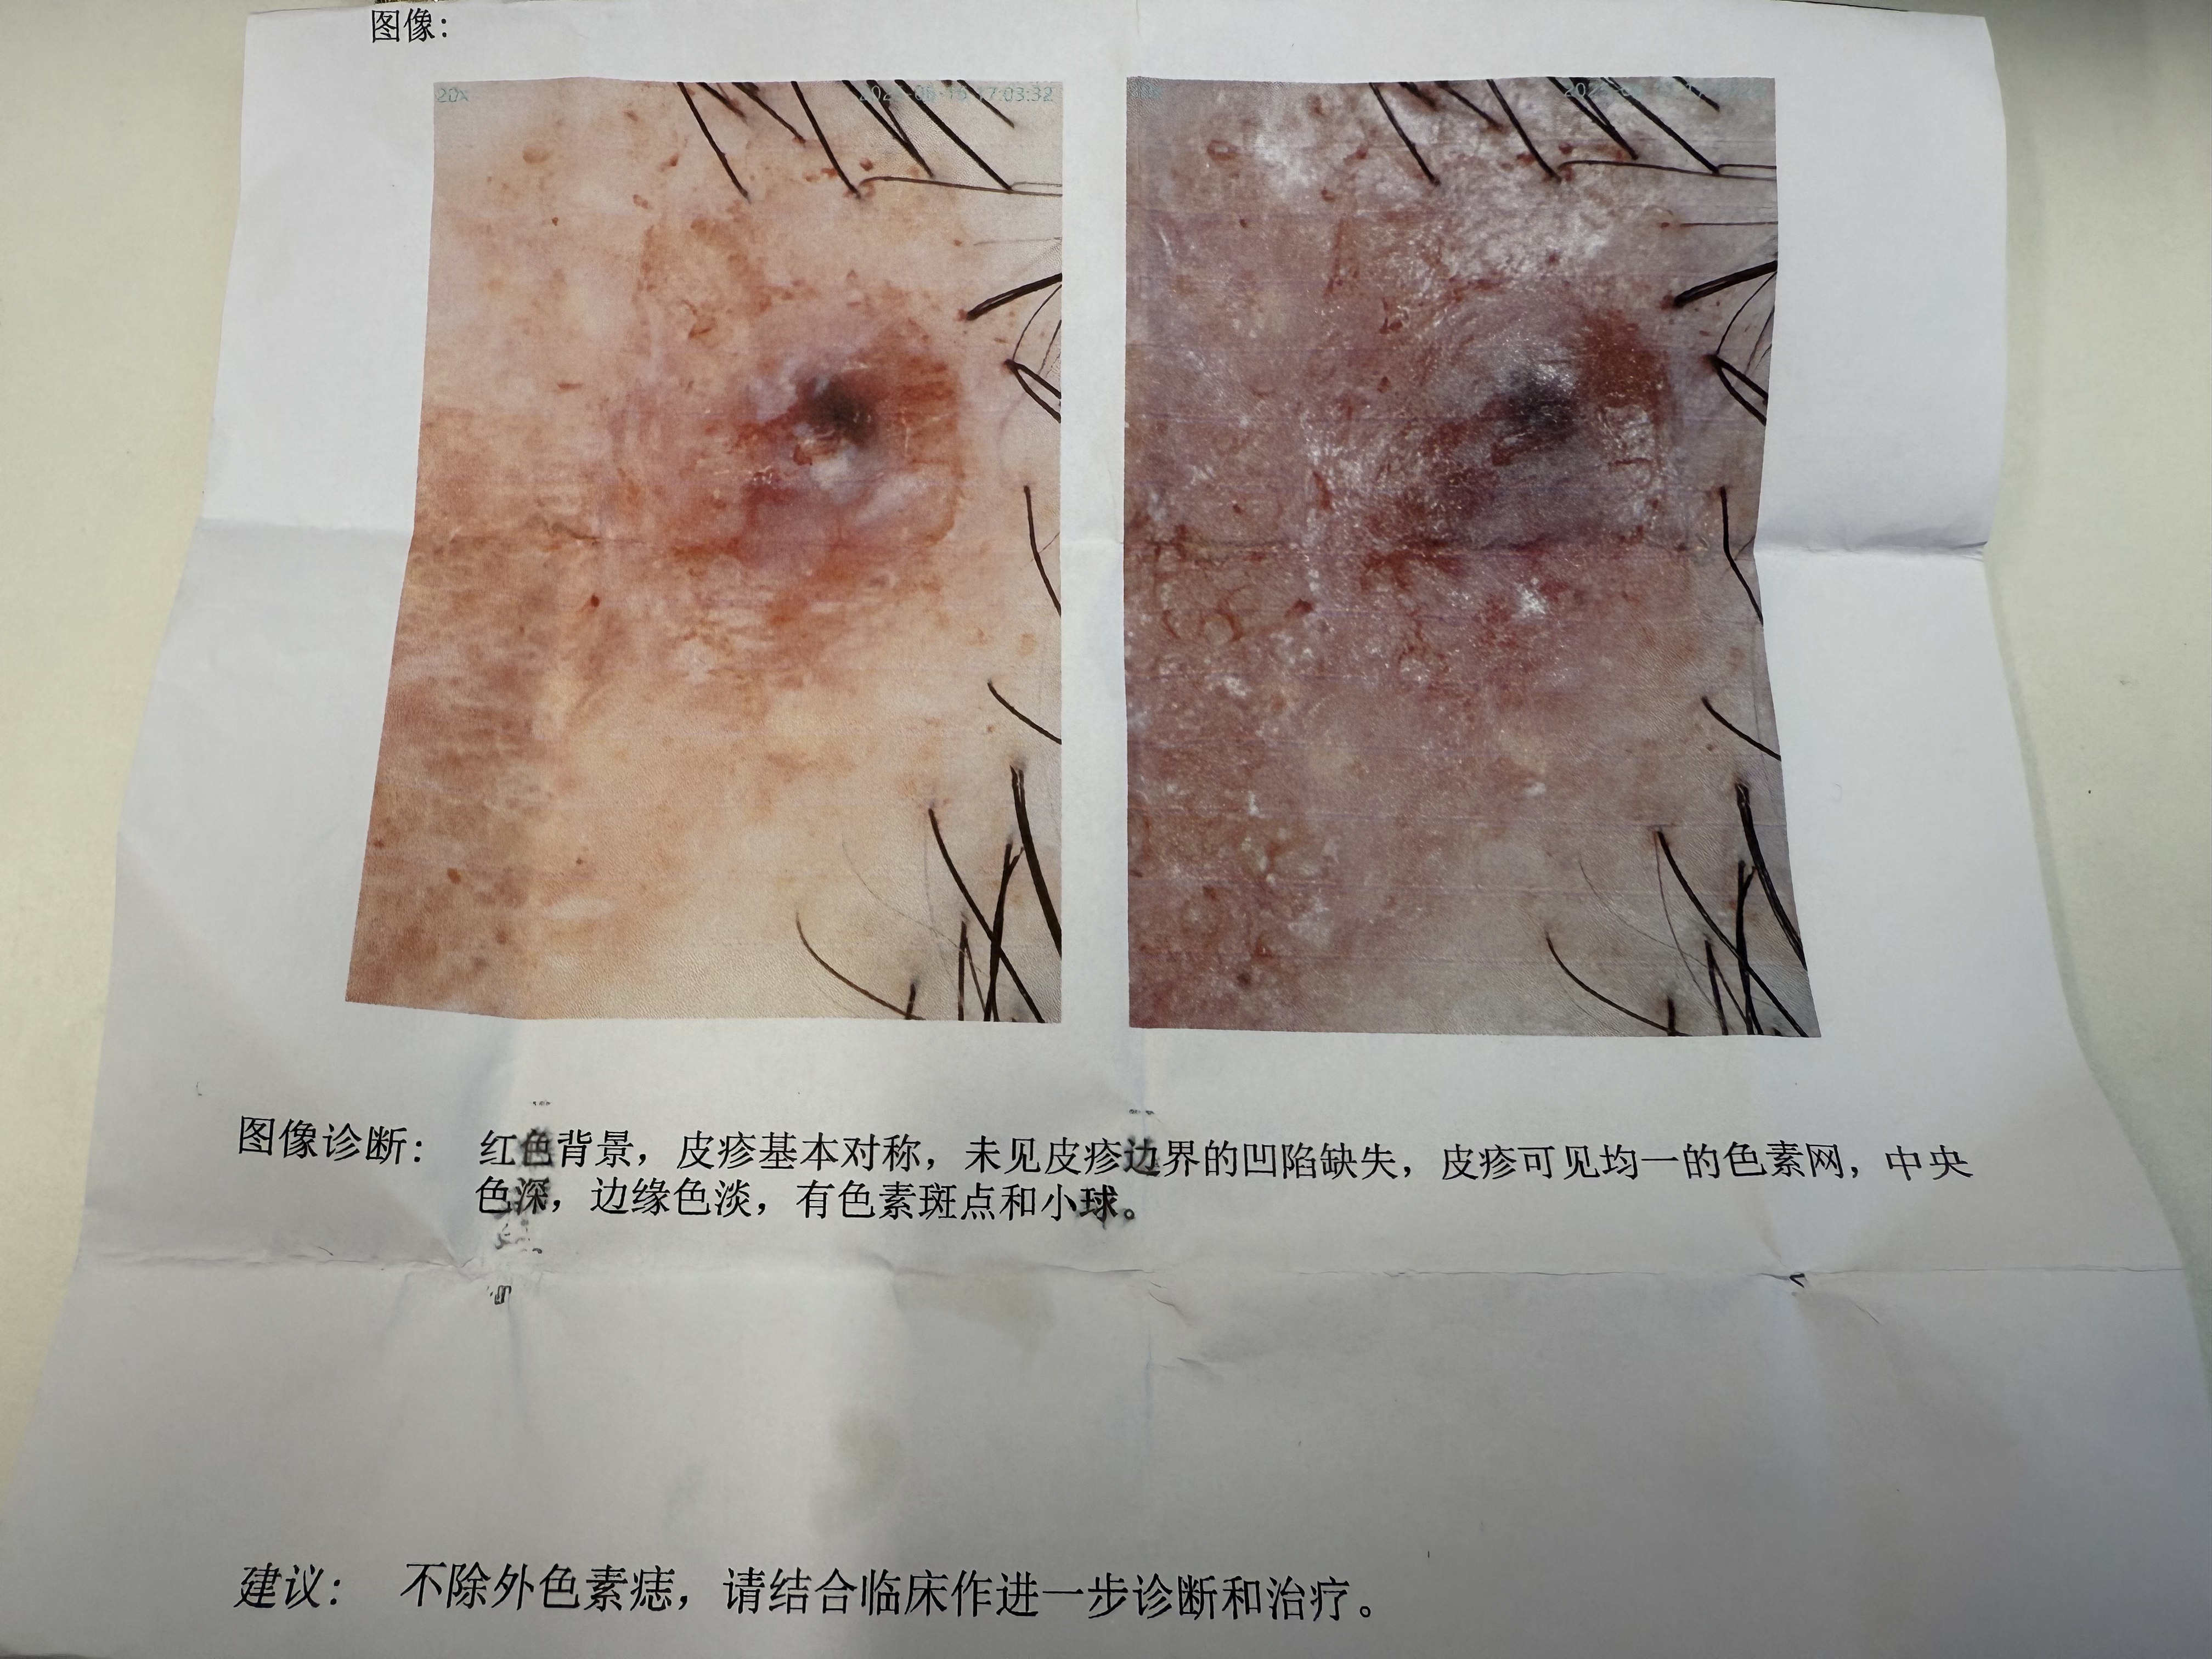 图像:
20x
17:03:32
图像诊断: 红色背景，皮疹基本对称，未见皮疹边界的凹陷缺失，皮疹可见均一的色素网，中央
色深，边缘色淡，有色素斑点和小球。
建议: 不除外色素痣，请结合临床作进一步诊断和治疗。